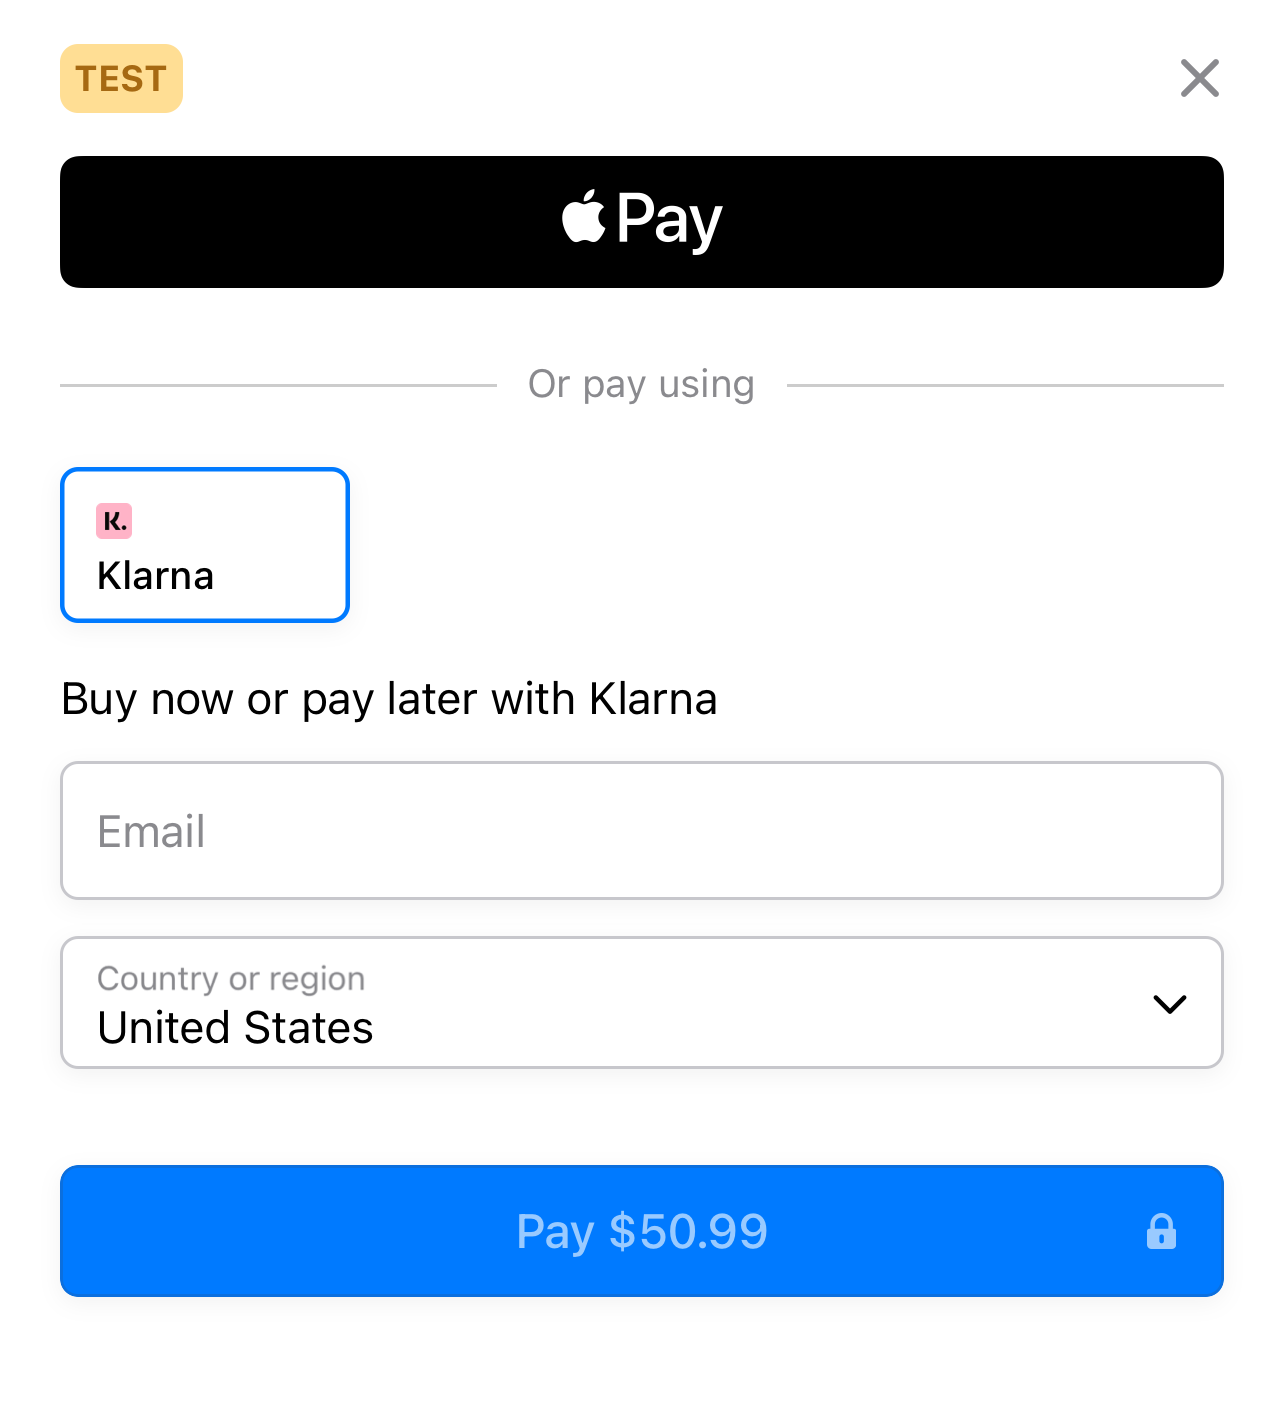 TEST
Pay
Or pay using
K.
Klarna
Buy now or pay later with Klarna
Email
Country or region
United States
Pay $50.99